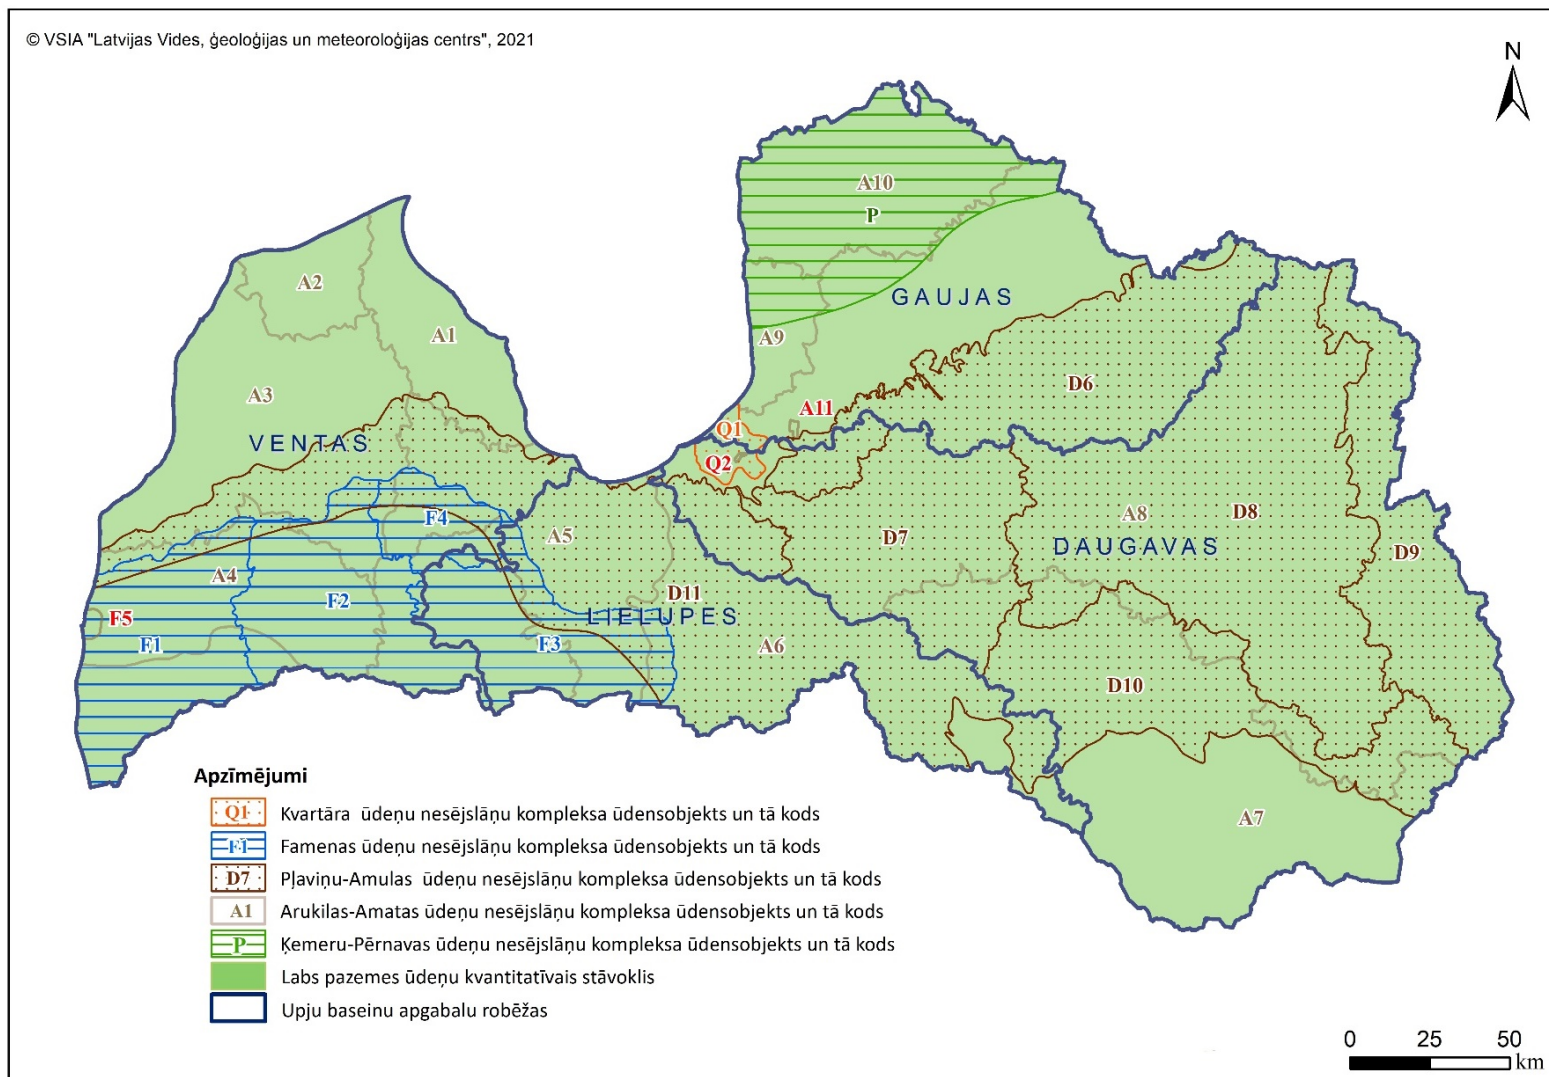 © VSIA "Latvijas Vides, ģeoloģijas un meteoroloģijas centrs", 2021
N
A10
P
A2
GAUJAS
A1
A9
D6
A3
A11
Q1
VENTAS
Q2
F4
A8
D8
A5
D7
DAUGAVAS
D9
A4
D11
F2
F5
LIELUPES
F1
F3
A6
D10
A7
Apzīmējumi
Q1 Kvartāra ūdeņu nesējslāņu kompleksa ūdensobjekts un tā kods
F1 Famenas ūdeņu nesējslāņu kompleksa ūdensobjekts un tā kods
D7 Pļaviņu-Amulas ūdeņu nesējslāņu kompleksa ūdensobjekts un tā kods
A1 Arukilas-Amatas ūdeņu nesējslāņu kompleksa ūdensobjekts un tā kods
P Ķemeru-Pērnavas ūdeņu nesējslāņu kompleksa ūdensobjekts un tā kods
Labs pazemes ūdeņu kvantitatīvais stāvoklis
Upju baseinu apgabalu robēžas
0 25 50
km